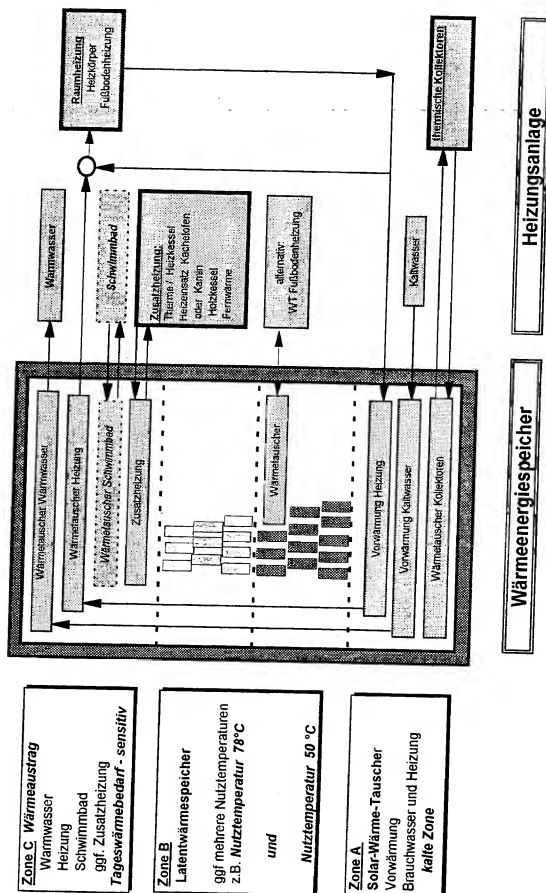 Zone C Wärmeaustrag
Warmwasser
Heizung
Schwimmbad
ggf. Zusatzheizung
Tageswärmebedarf - sensitiv
Zone B
Latentwärmespeicher
ggf mehrere Nutztemperaturen
z.B. Nutztemperatur 78°C
und
Nutztemperatur 50 °C
Zone A
Solar-Wärme-Tauscher
Vorwärmung
Brauchwasser und Heizung
kalte Zone
Wärmetauscher Warmwasser
Wärmetauscher Heizung
Wärmetauscher Schwimmbad
Zusatzheizung
Wärmetauscher
Vorwärmung Heizung
Vorwärmung Kaltwasser
Wärmetauscher Kollektoren
Wärmeenergiespeicher
Warmwasser
Schwimmbad
Zusatzheizung:
Therme / Heizkessel
Heizeinsatz Kachelofen
oder Kamin
Holzkessel
Fernwärme
alternativ:
WT Fußbodenheizung
Kaltwasser
Raumheizung
Heizkörper
Fußbodenheizung
thermische Kollektoren
Heizungsanlage